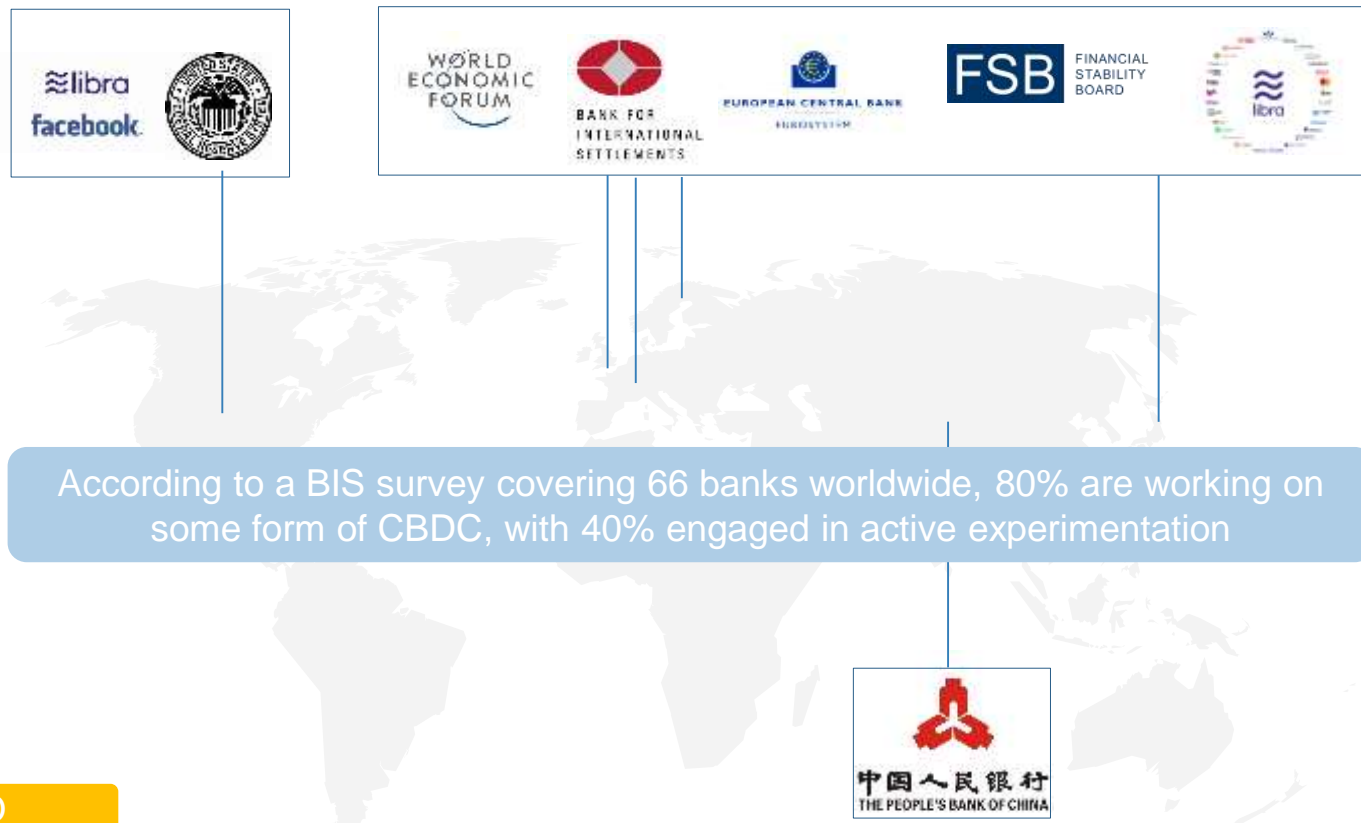 libra
facebook
WORLD
ECONOMIC
FORUM
BANK FOR
INTERNATIONAL
SETTLEMENTS
EUROPEAN CENTRAL BANK
EUROSYSTEM
FSB
FINANCIAL
STABILITY
BOARD
libra
According to a BIS survey covering 66 banks worldwide, 80% are working on
some form of CBDC, with 40% engaged in active experimentation
中国人民银行
THE PEOPLE'S BANK OF CHINA